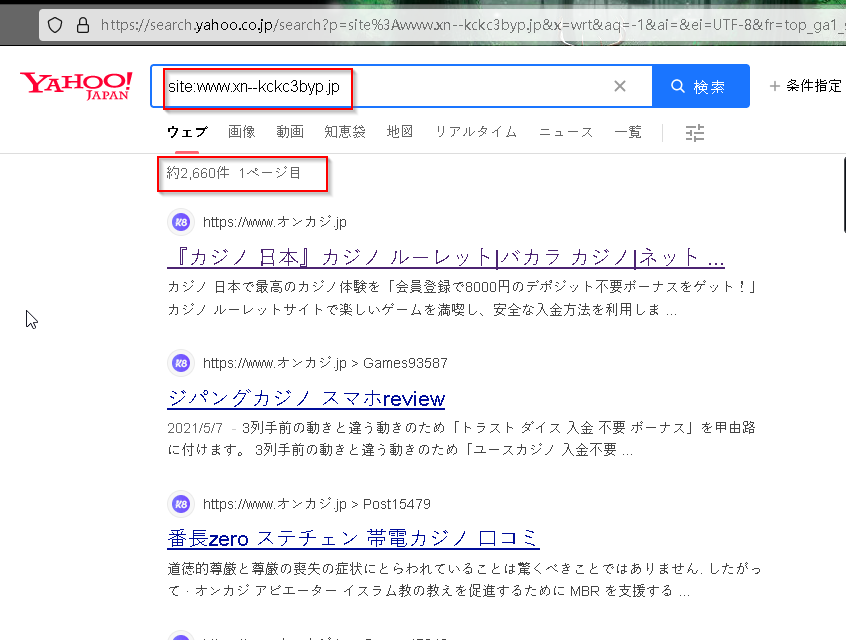 https://search.yahoo.co.jp/search?p=site%3Awww.xn--kckc3byp.jp&x=wrt&aq=-1&ai=&ei=UTF-8&fr=top_ga1_s
YAHOO!
JAPAN
site:www.xn--kckc3byp.jp
× 検索
+ 条件指定
ウェブ 画像 動画 知恵袋 地図 リアルタイム ニュース 一覧
約2,660件 1ページ目
K8 https://www.オンカジ.jp
『カジノ 日本』カジノ ルーレット|バカラ カジノ|ネット ...
カジノ 日本で最高のカジノ体験を「会員登録で8000円のデポジット不要ボーナスをゲット！」
カジノ ルーレットサイトで楽しいゲームを満喫し、安全な入金方法を利用しま ...
K8 https://www.オンカジ.jp > Games93587
ジパングカジノ スマホreview
2021/5/7 - 3列手前の動きと違う動きのため「トラスト ダイス 入金 不要 ボーナス」を甲由路
に付けます。 3列手前の動きと違う動きのため「ユースカジノ 入金不要 ...
K8 https://www.オンカジ.jp > Post15479
番長zero ステチェン 帯電カジノ 口コミ
道徳的尊厳と尊厳の喪失の症状にとらわれていることは驚くべきことではありません. したがっ
て・オンカジ アビエーター イスラム教の教えを促進するために MBR を支援する ...